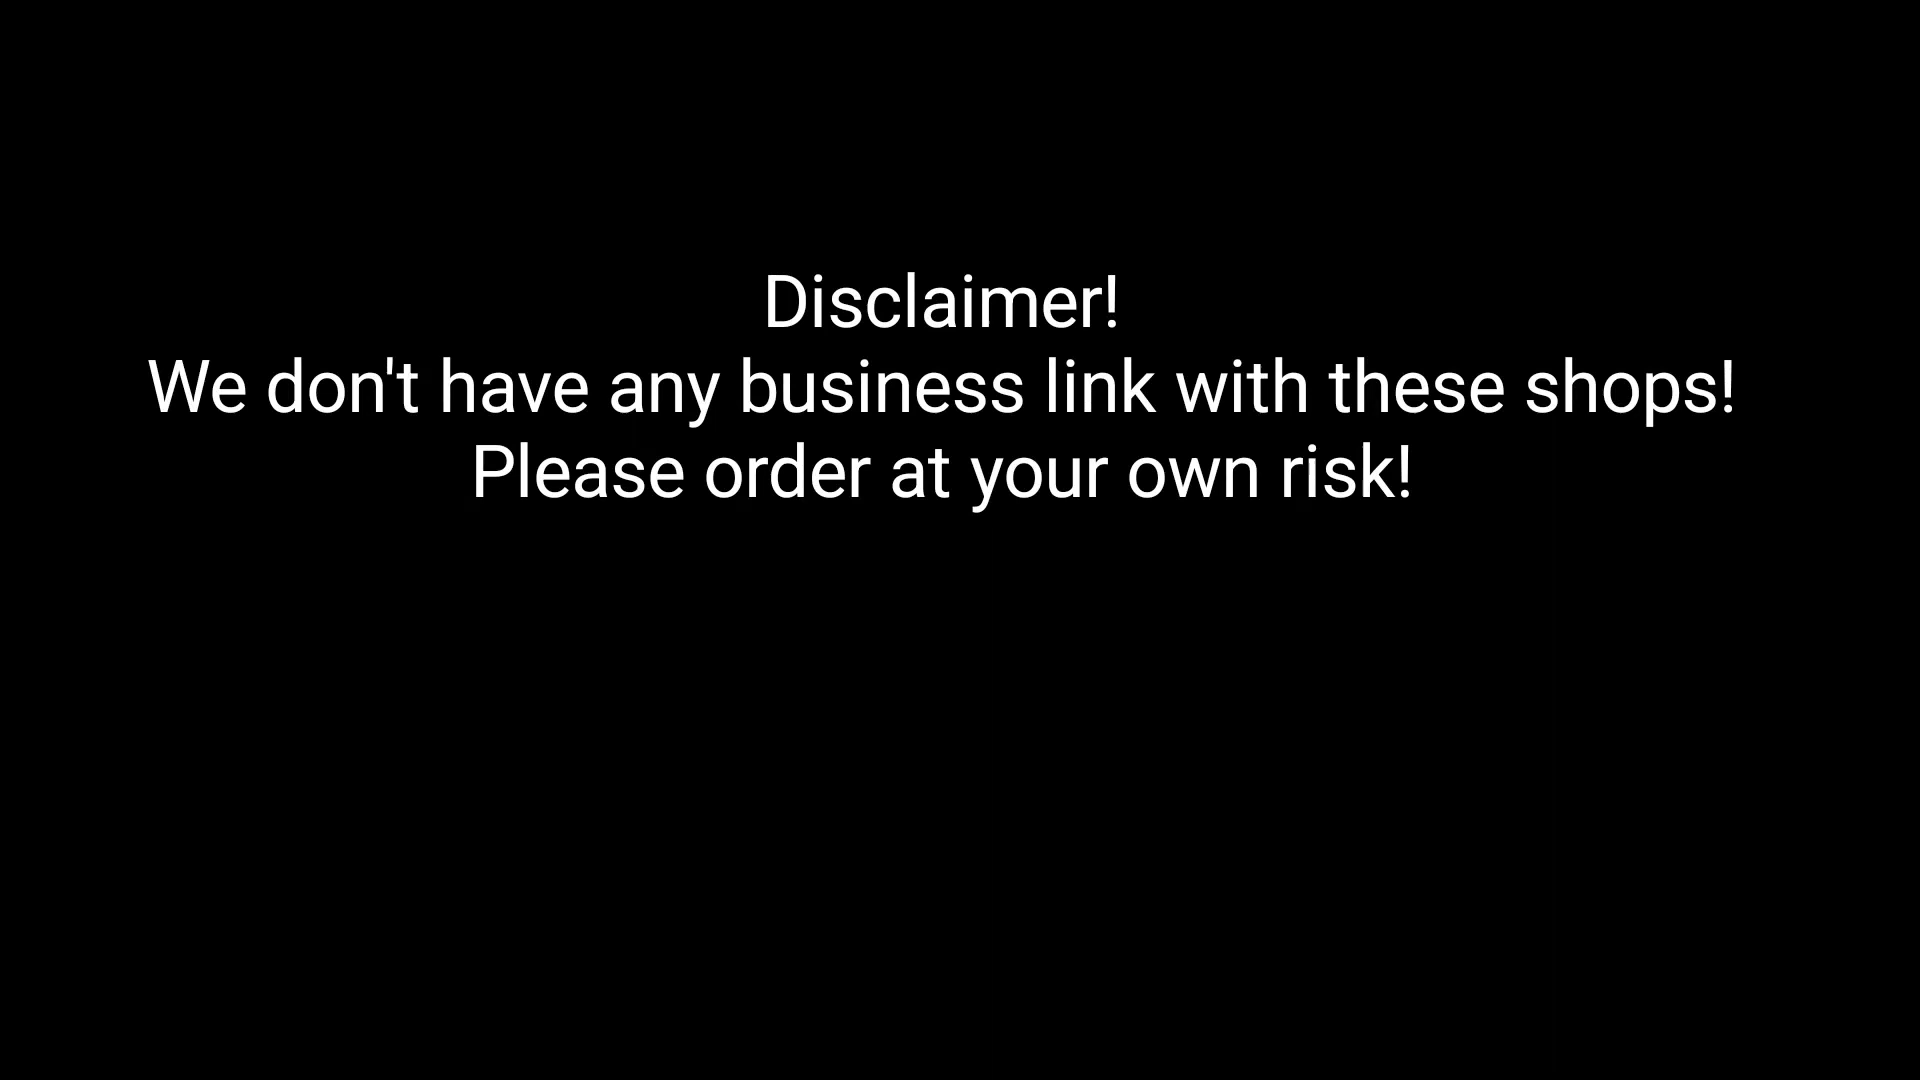 Disclaimer!
We don't have any business link with these shops!
Please order at your own risk!